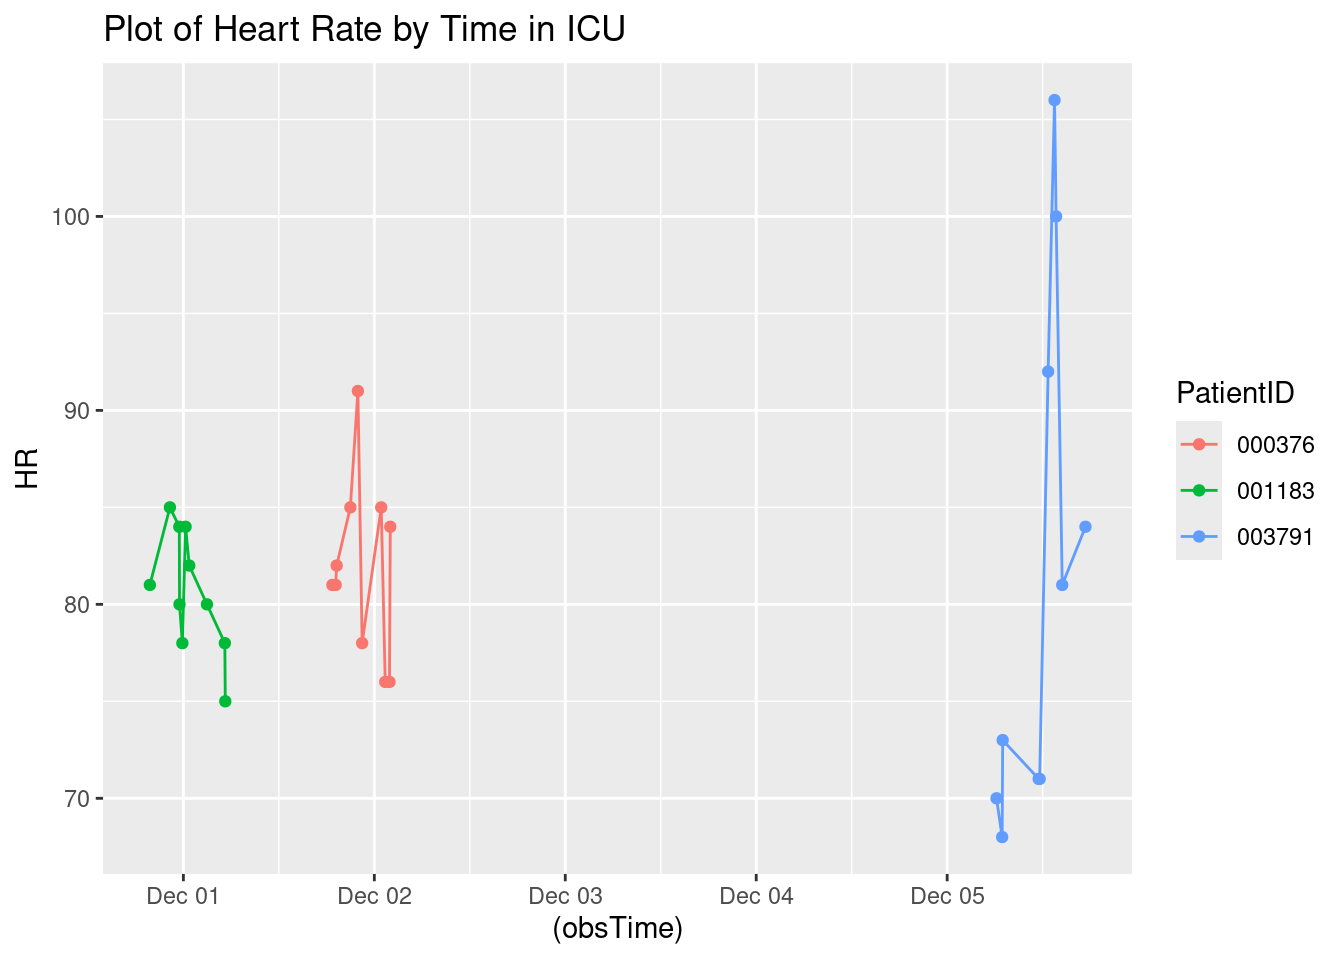 Plot of Heart Rate by Time in ICU
HR
100
90
80
70
Dec 01
Dec 02
Dec 03
Dec 04
Dec 05
(obsTime)
PatientID
000376
001183
003791